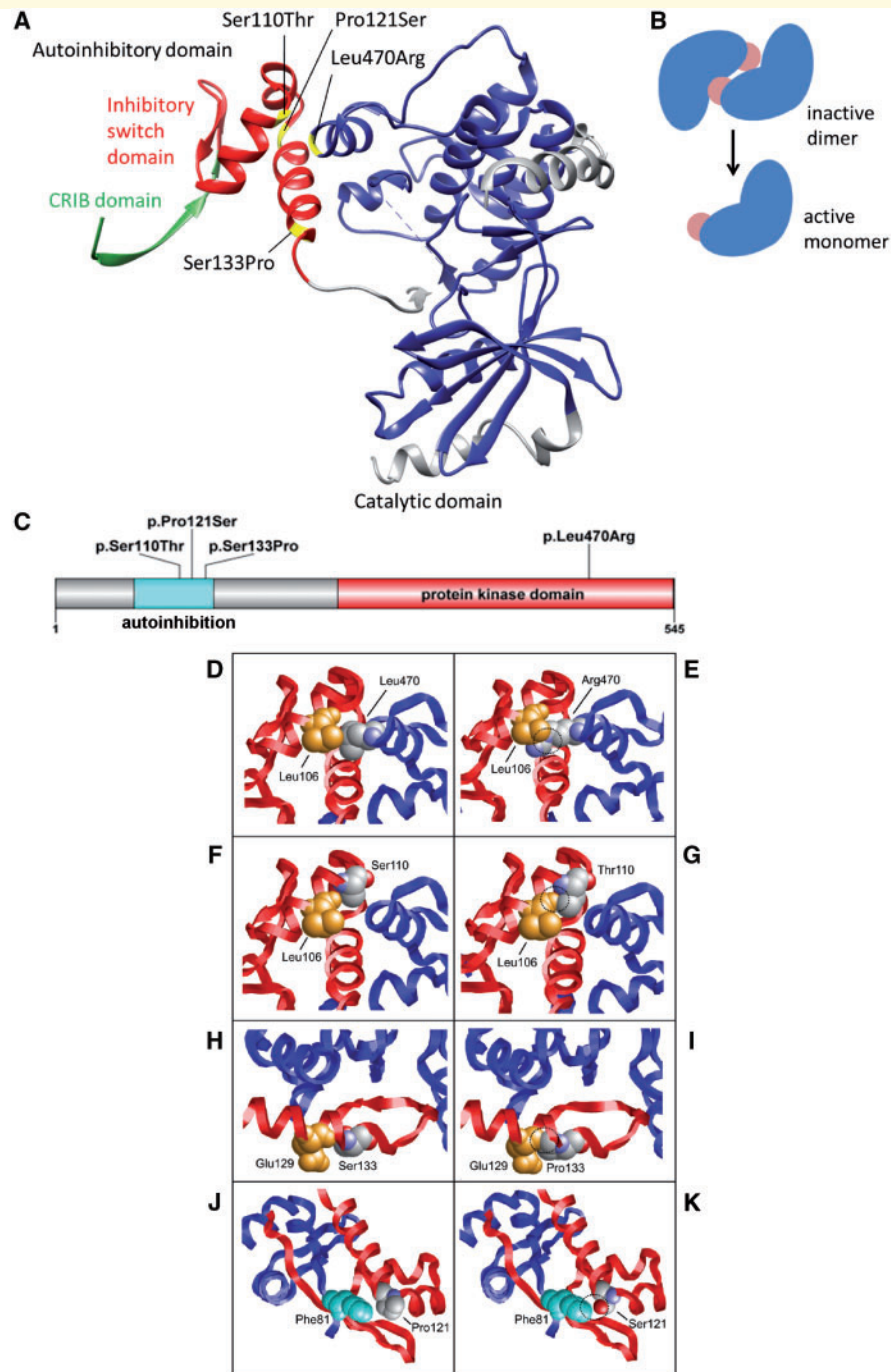 A
Ser110Thr
Pro121Ser
B
Autoinhibitory domain
Leu470Arg
Inhibitory
switch
domain
inactive
dimer
CRIB domain
active
monomer
Ser133Pro
Catalytic domain
C
p.Pro121Ser
p.Ser110Thr
p.Ser133Pro
p.Leu470Arg
protein kinase domain
1
autoinhibition
545
D
Leu470
Leu106
E
Arg470
Leu106
F
Ser110
Leu106
G
Thr110
Leu106
H
Glu129
Ser133
I
Glu129
Pro133
J
Phe81
Pro121
K
Phe81
Ser121